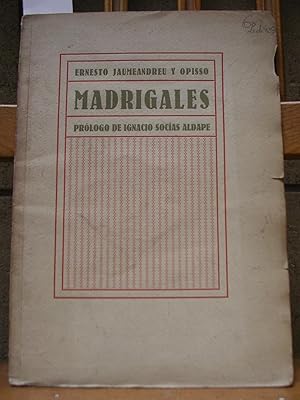 ERNESTO JAUMEANDREU Y OPISSO
MADRIGALES
PRÓLOGO DE IGNACIO SOCÍAS ALDAPE